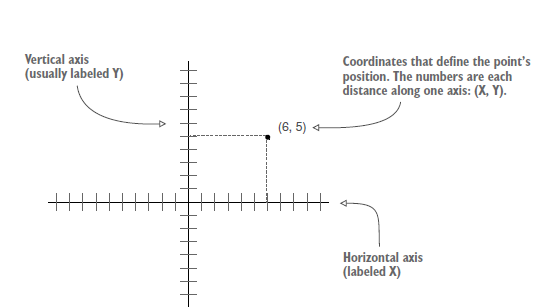 Vertical axis
(usually labeled Y)
Coordinates that define the point's
position. The numbers are each
distance along one axis: (X, Y).
(6, 5)
Horizontal axis
(labeled X)